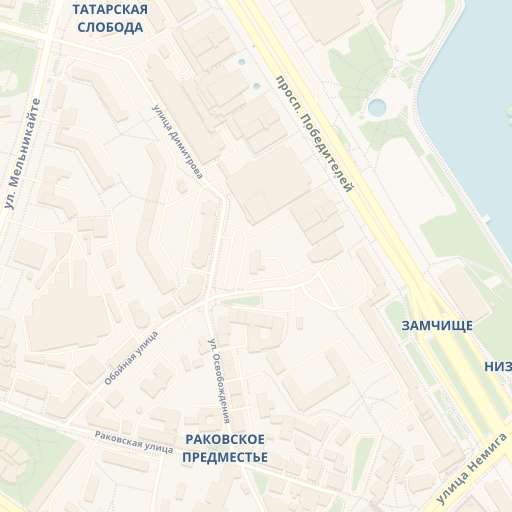 ТАТАРСКАЯ
СЛОБОДА
просп. Победителей
улица Димитрова
ул. Мельникайте
ЗАМЧИЩЕ
Обойная улица
ул. Освобождения
НИЗ
Раковская улица
РАКОВСКОЕ
ПРЕДМЕСТЬЕ
улица Немига